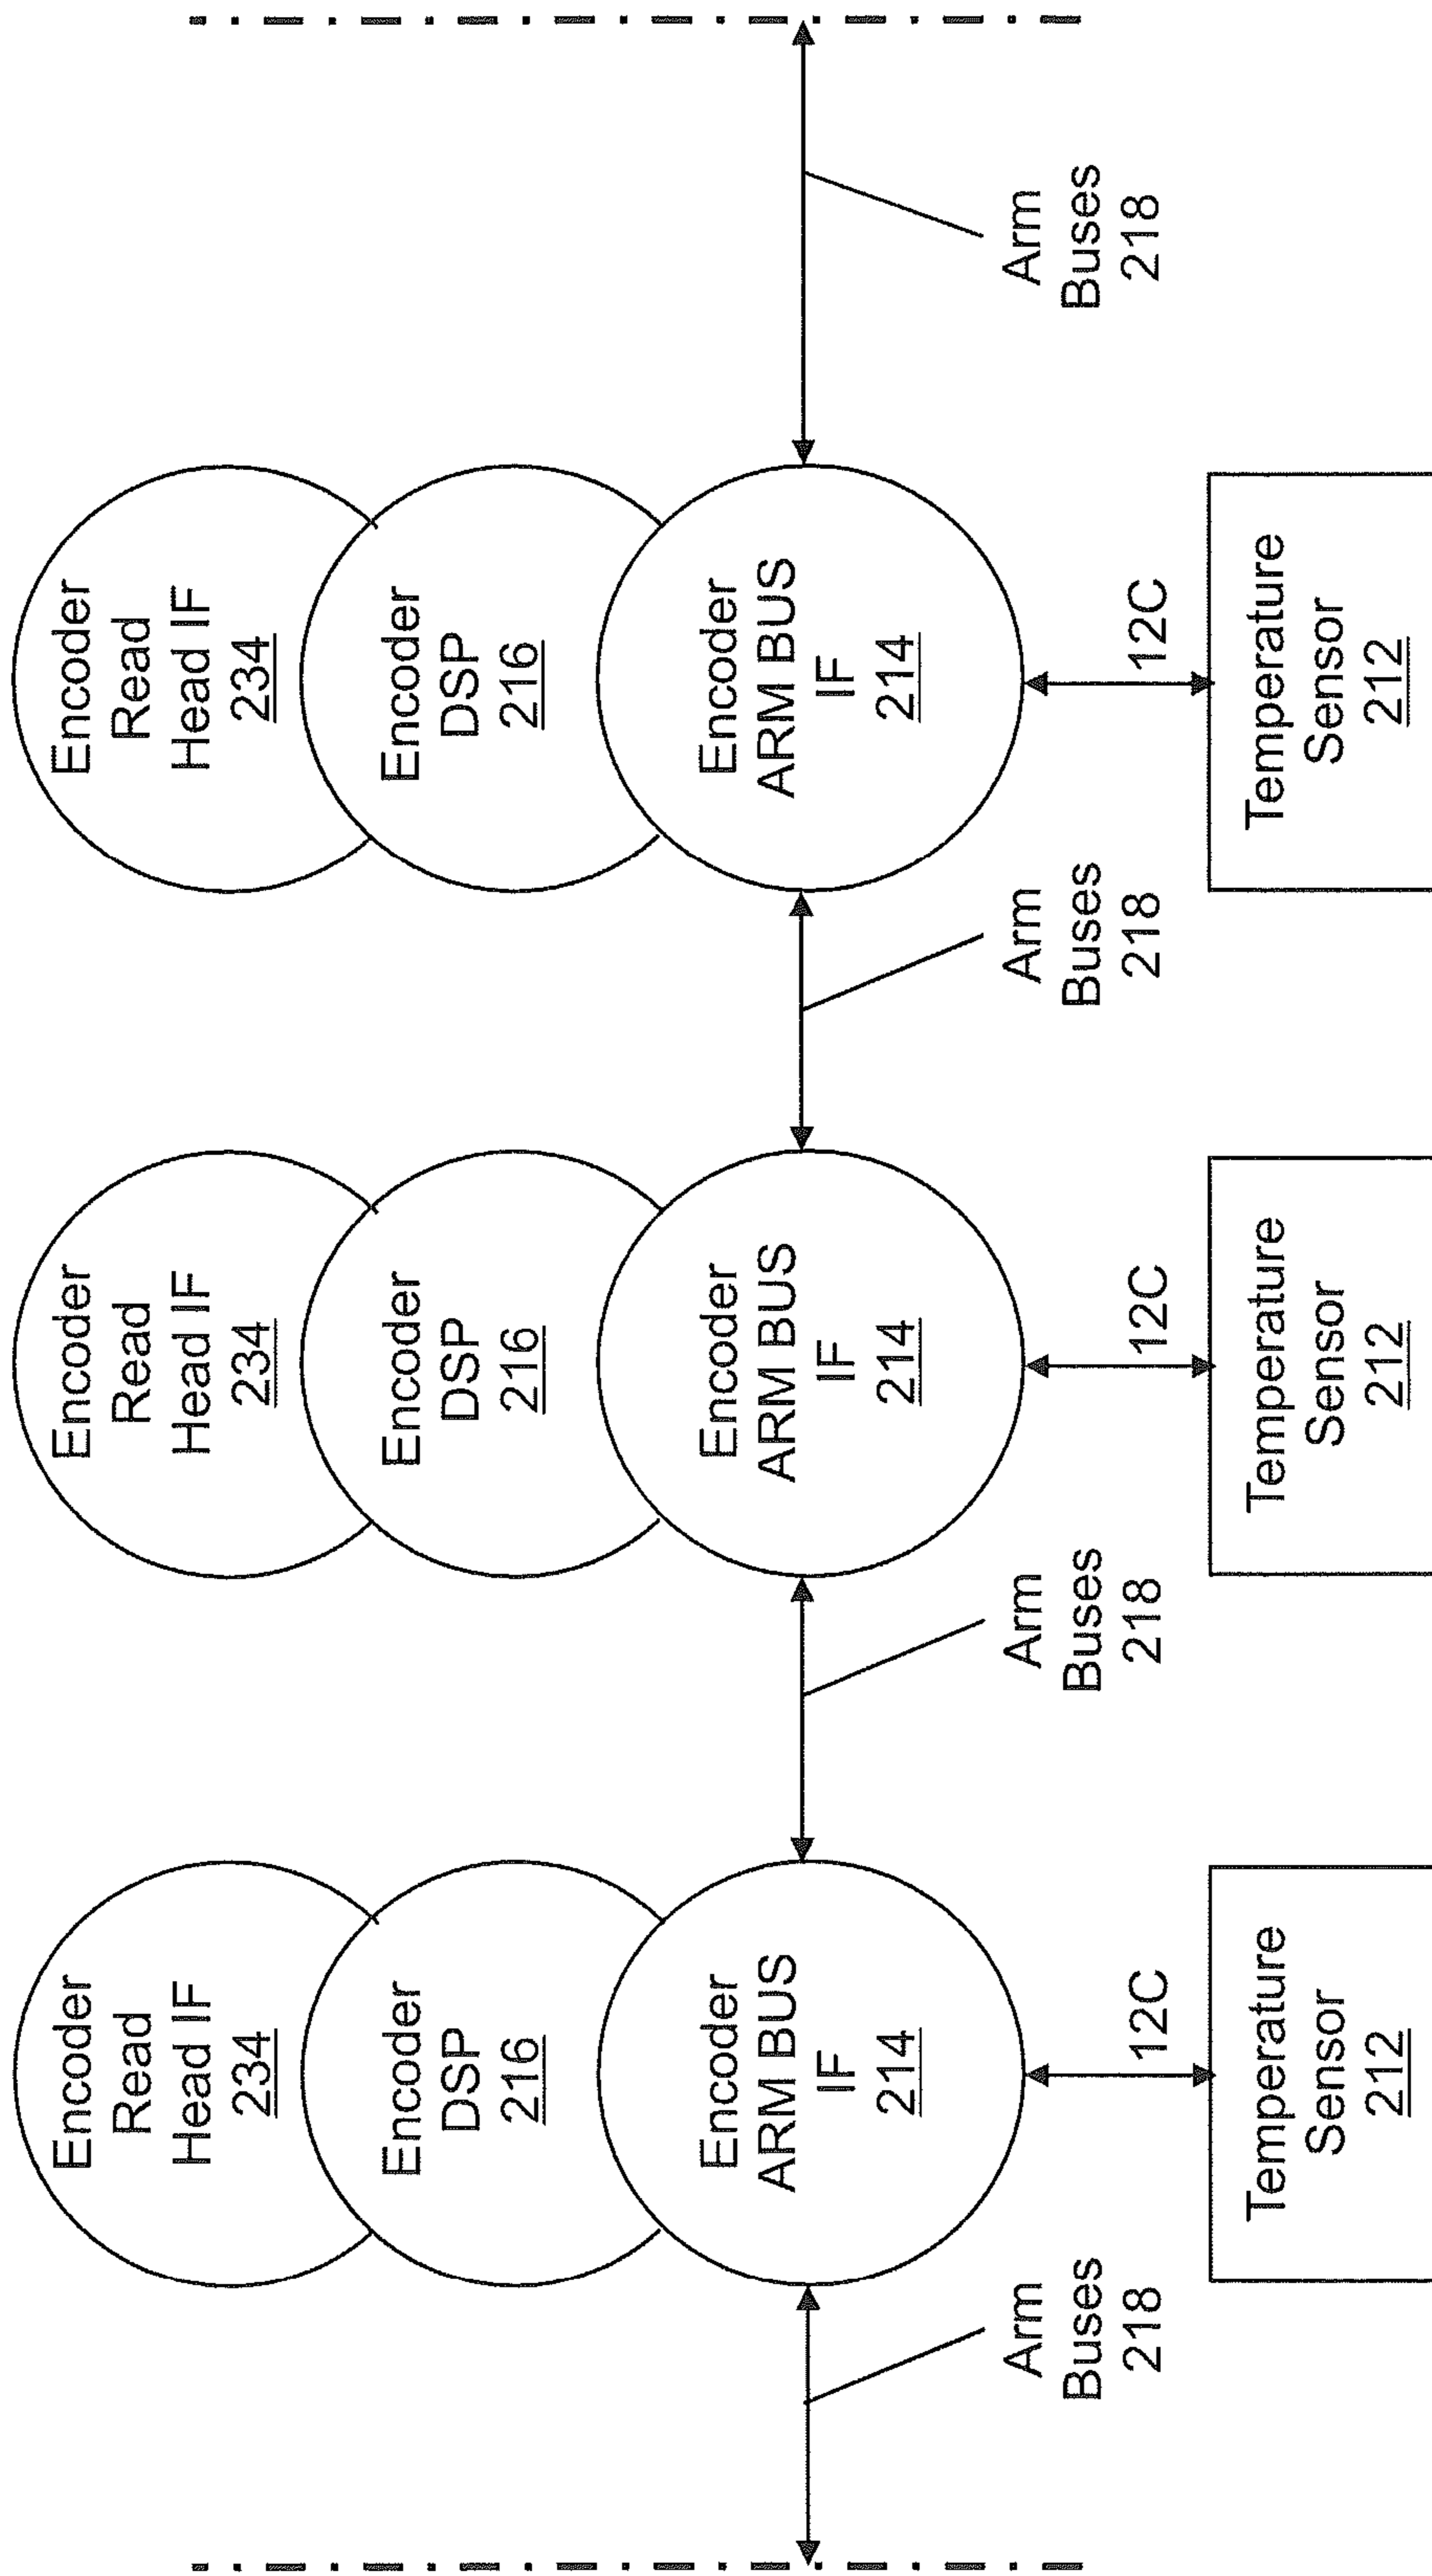 Encoder
Read
Head IF
234
Encoder
DSP
216
Encoder
ARM BUS
IF
214
Arm
Buses
218
12C
Temperature
Sensor
212
Encoder
Read
Head IF
234
Encoder
DSP
216
Encoder
ARM BUS
IF
214
Arm
Buses
218
12C
Temperature
Sensor
212
Encoder
Read
Head IF
234
Encoder
DSP
216
Encoder
ARM BUS
IF
214
Arm
Buses
218
12C
Temperature
Sensor
212
Arm
Buses
218